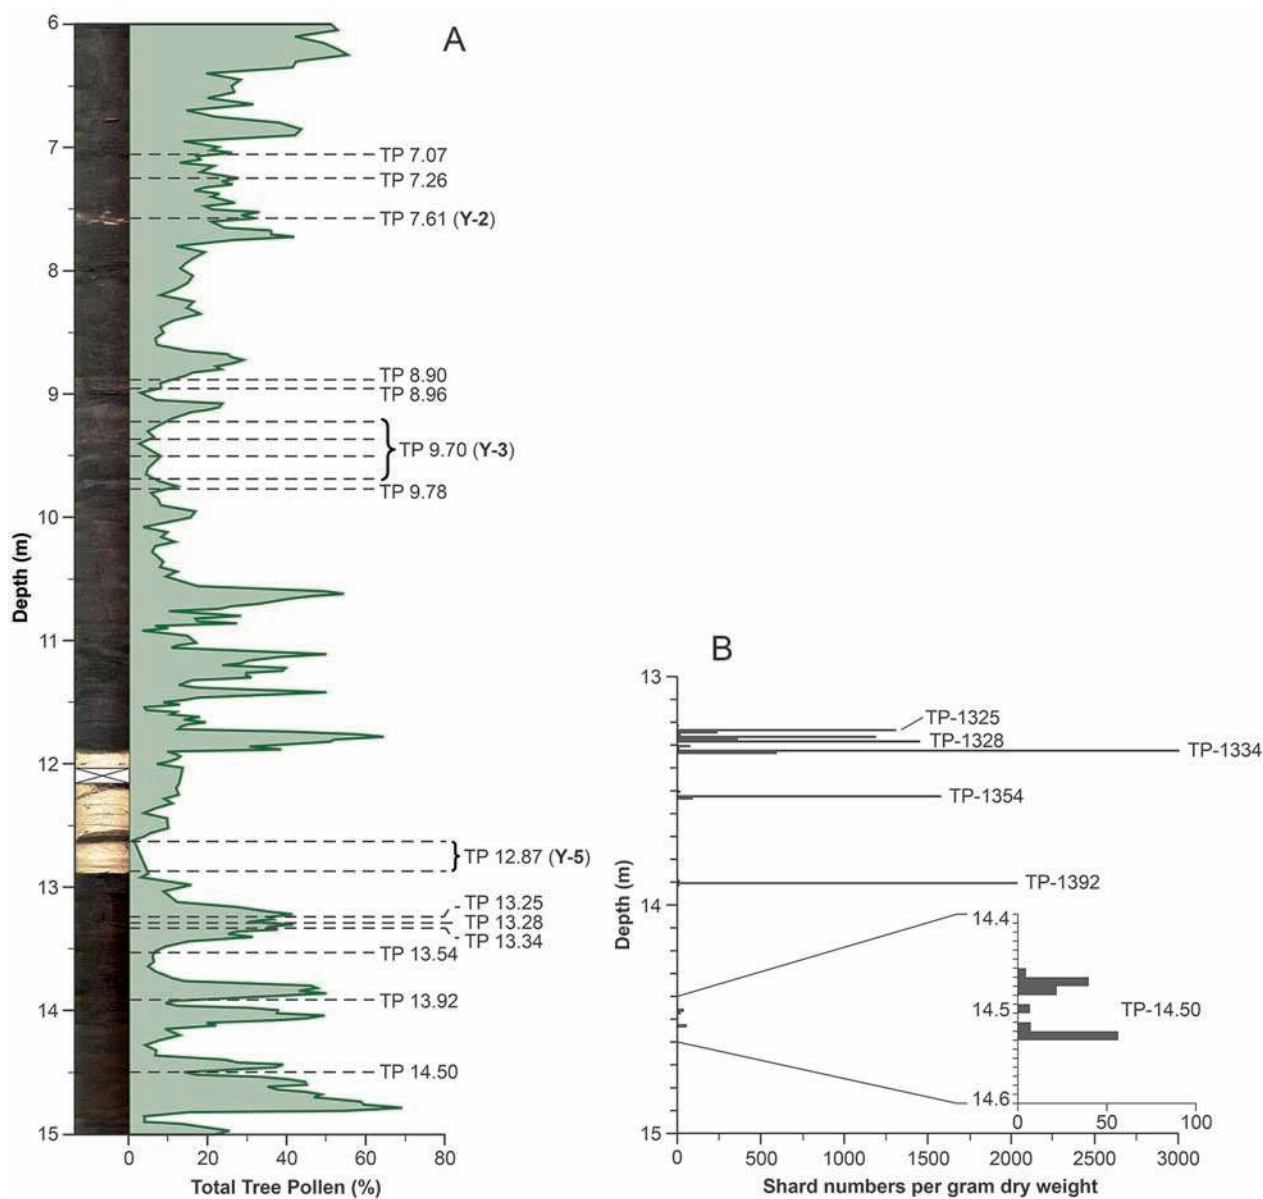 A
6
7
8
9
10
11
12
13
14
15
Depth (m)
TP 7.07
TP 7.26
TP 7.61 (Y-2)
TP 8.90
TP 8.96
TP 9.70 (Y-3)
TP 9.78
TP 12.87 (Y-5)
TP 13.25
TP 13.28
TP 13.34
TP 13.54
TP 13.92
TP 14.50
0 20 40 60 80
Total Tree Pollen (%)
B
13
14
15
Depth (m)
TP-1325
TP-1328
TP-1334
TP-1354
TP-1392
14.4
14.5
TP-14.50
14.6
0 50 100
0 500 1000 1500 2000 2500 3000
Shard numbers per gram dry weight